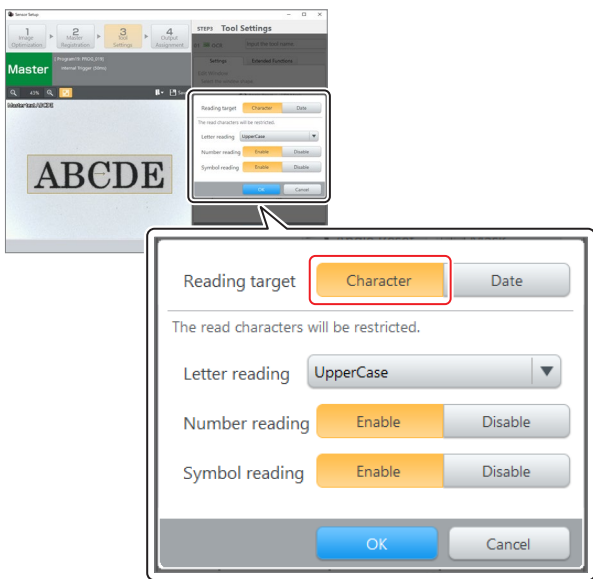 Sensor Setup
1 Image Optimization
2 Master Registration
3 Tool Settings
4 Output Assignment
STEP3 Tool Settings
Master
Internal Trigger
43%
Settings
Extended Functions
ABCDE
Reading target Character Date
The read characters will be restricted.
Letter reading UpperCase
Number reading Enable Disable
Symbol reading Enable Disable
OK Cancel
Reading target Character Date
The read characters will be restricted.
Letter reading UpperCase
Number reading Enable Disable
Symbol reading Enable Disable
OK Cancel